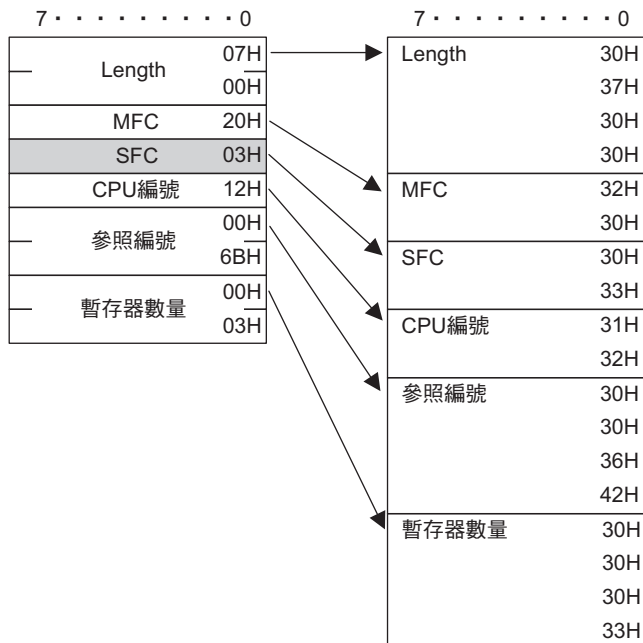 7・・・・・・・・・0
Length 07H
00H
MFC 20H
SFC 03H
CPU編號 12H
參照編號 00H
6BH
暫存器數量 00H
03H
7・・・・・・・・・0
Length 30H
37H
30H
30H
MFC 32H
30H
SFC 30H
33H
CPU編號 31H
32H
參照編號 30H
30H
36H
42H
暫存器數量 30H
30H
30H
33H